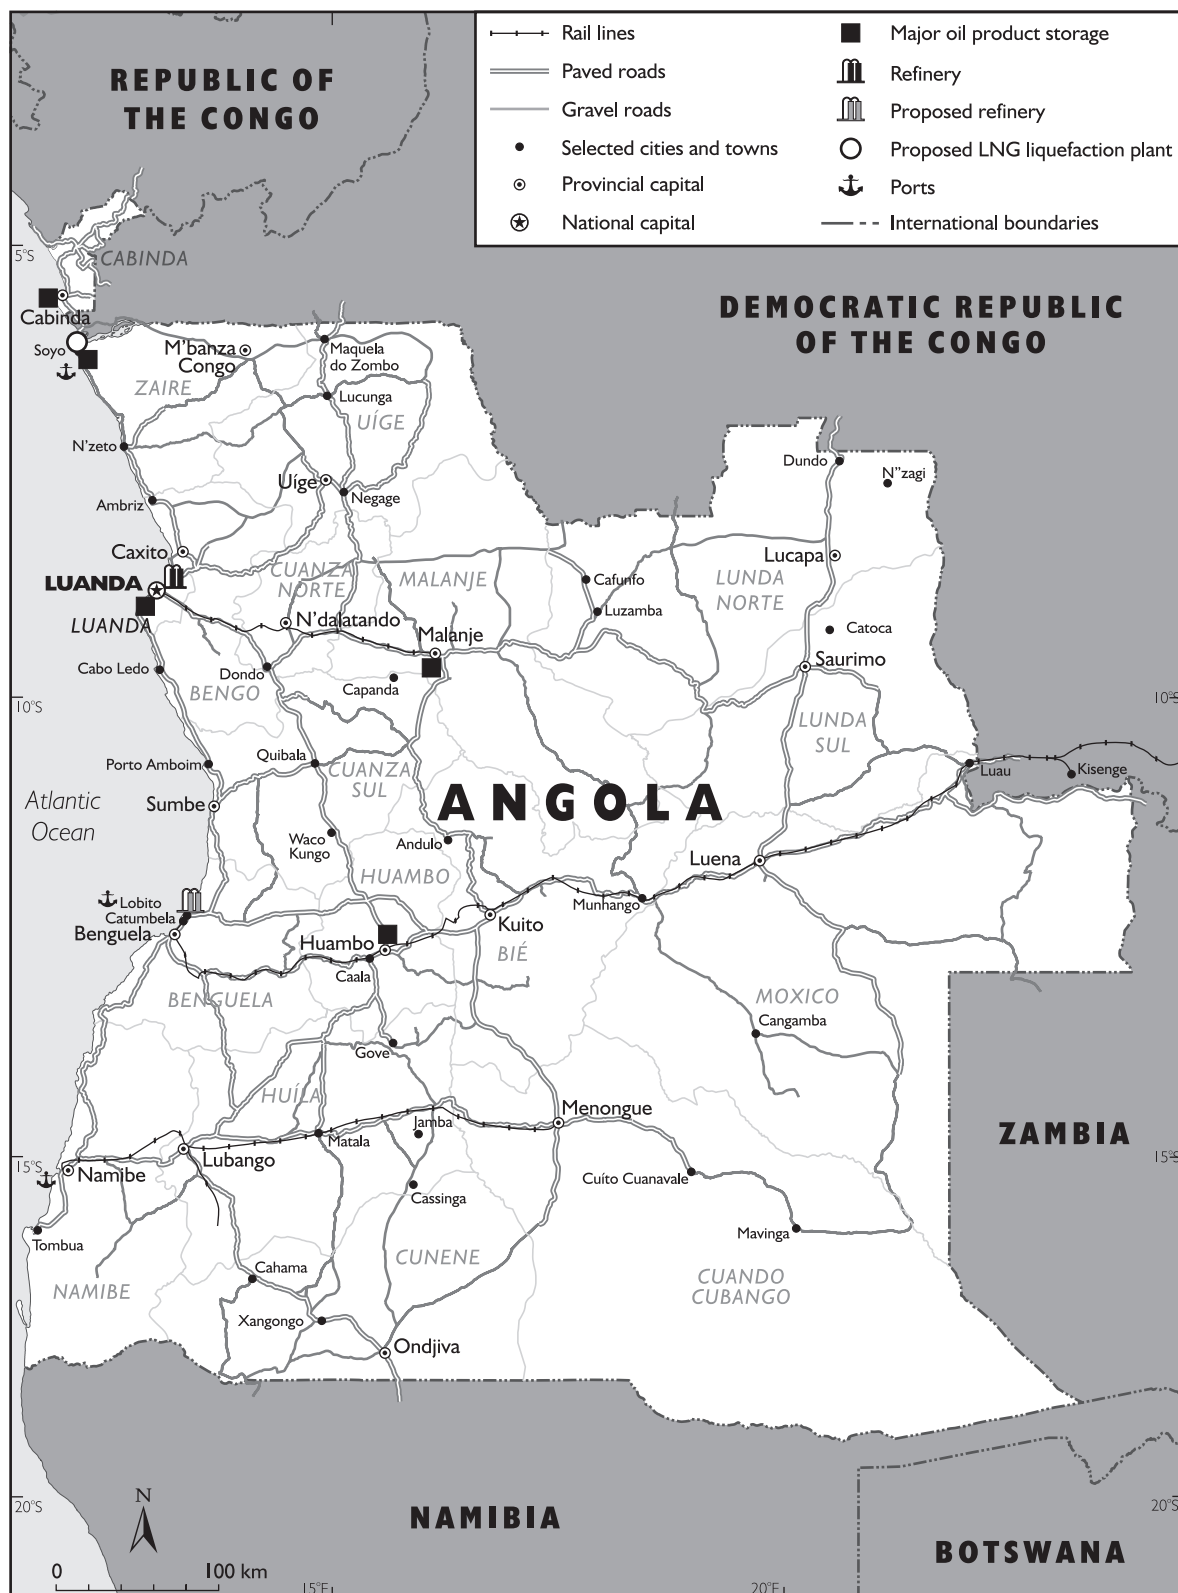 Rail lines
Paved roads
Gravel roads
Selected cities and towns
Provincial capital
National capital
Major oil product storage
Refinery
Proposed refinery
Proposed LNG liquefaction plant
Ports
International boundaries
REPUBLIC OF
THE CONGO
5°S
CABINDA
Cabinda
DEMOCRATIC REPUBLIC
OF THE CONGO
Soyo
M'banza
Congo
Maquela
do Zombo
ZAIRE
Lucunga
UÍGE
N'zeto
Dundo
N"zagi
Uíge
Negage
Ambriz
Caxito
Lucapa
LUANDA
CUANZA
NORTE
MALANJE
Cafunfo
LUNDA
NORTE
Luzamba
LUANDA
N'dalatando
Malanje
Catoca
Cabo Ledo
Dondo
Saurimo
BENGO
Capanda
10°S
10°S
LUNDA
SUL
Porto Amboim
Quibala
CUANZA
SUL
Luau
Kisenge
Atlantic
Ocean
Sumbe
ANGOLA
Waco
Kungo
Andulo
Luena
HUAMBO
Lobito
Catumbela
Munhango
Benguela
Kuito
Huambo
BIÉ
Caala
BENGUELA
MOXICO
Cangamba
Gove
HUÍLA
Menongue
Jamba
Matala
ZAMBIA
15°S
15°S
Lubango
Namibe
Cuíto Cuanavale
Cassinga
Mavinga
Tombua
CUNENE
Cahama
NAMIBE
CUANDO
CUBANGO
Xangongo
Ondjiva
N
20°S
20°S
NAMIBIA
BOTSWANA
0 100 km
15°E
20°E